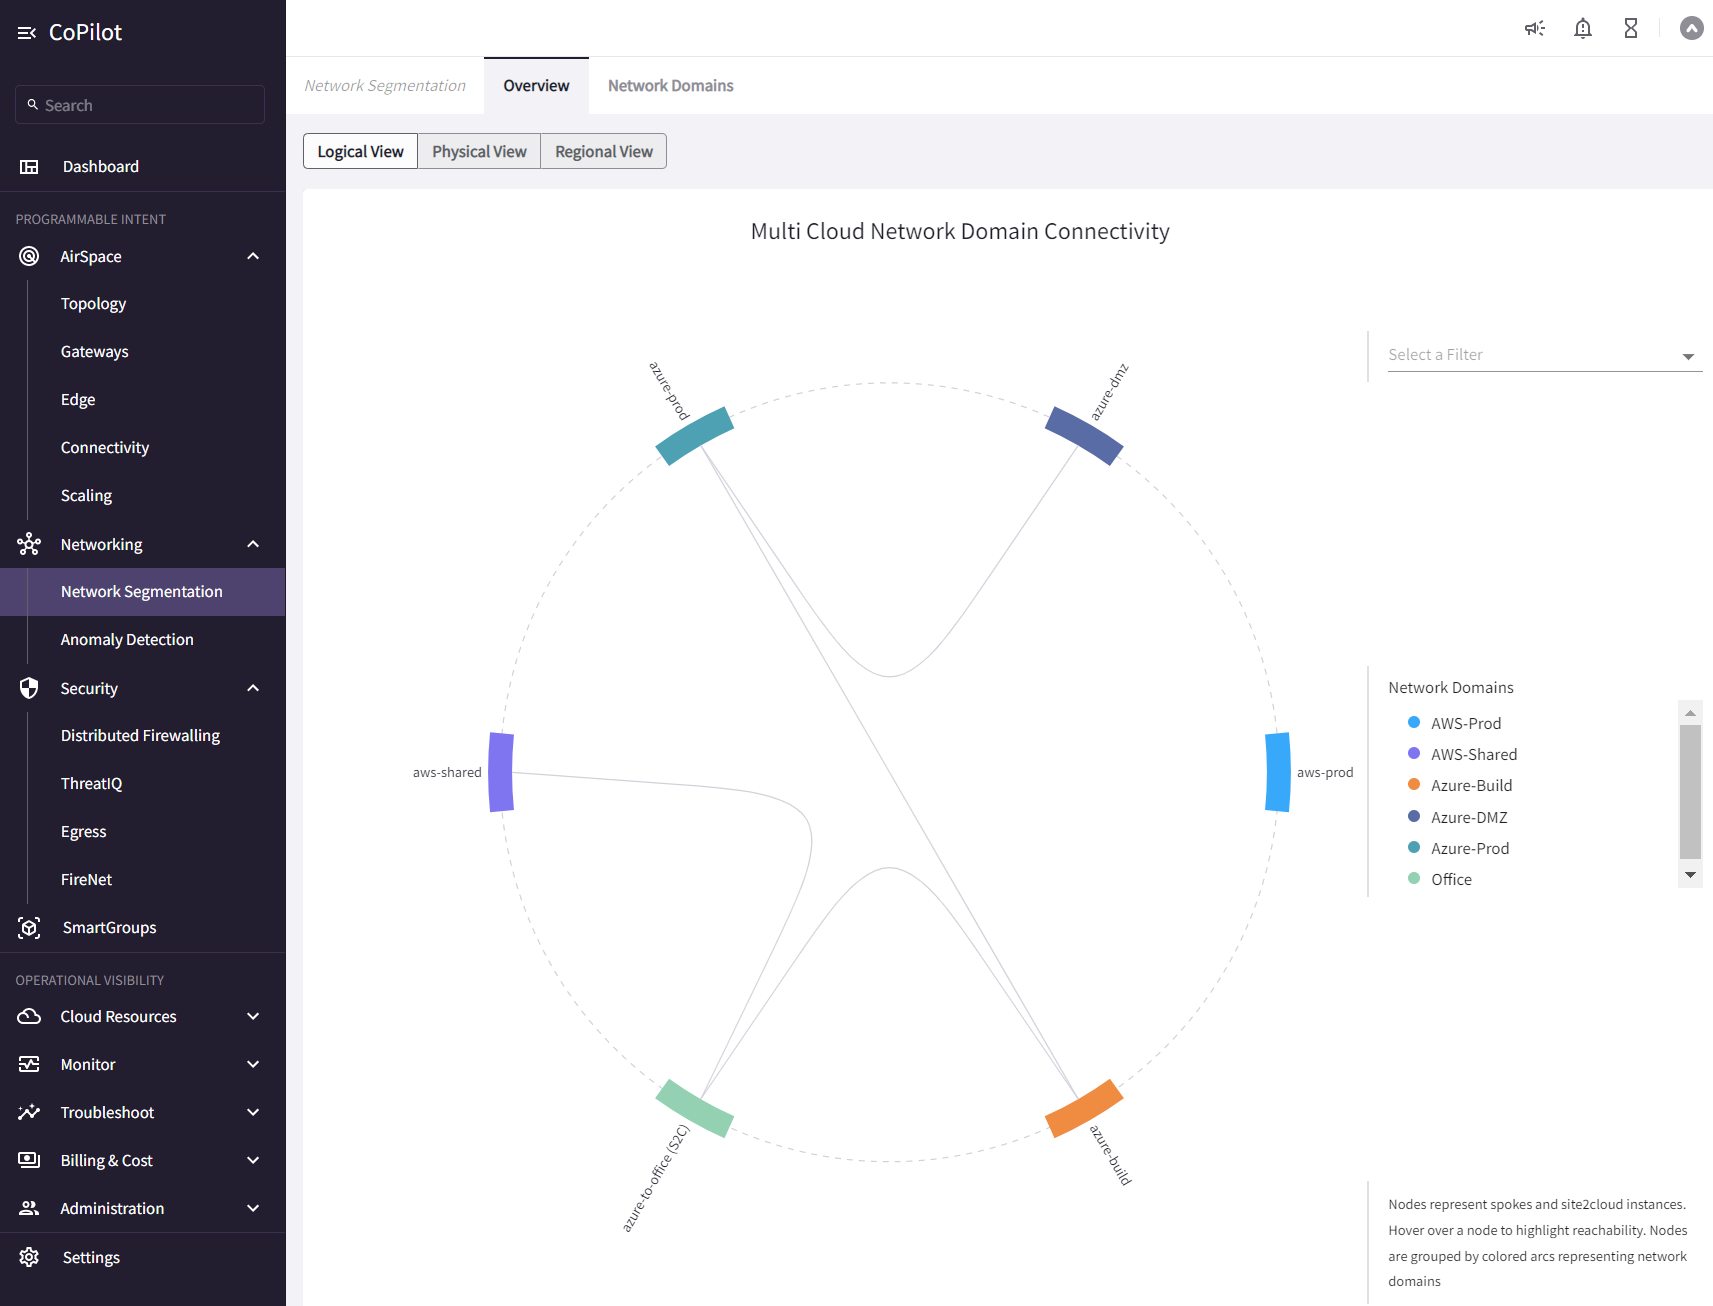 CoPilot
Search
Dashboard
PROGRAMMABLE INTENT
AirSpace
Topology
Gateways
Edge
Connectivity
Scaling
Networking
Network Segmentation
Anomaly Detection
Security
Distributed Firewalling
ThreatIQ
Egress
FireNet
SmartGroups
OPERATIONAL VISIBILITY
Cloud Resources
Monitor
Troubleshoot
Billing & Cost
Administration
Settings
Network Segmentation
Overview
Network Domains
Logical View
Physical View
Regional View
Multi Cloud Network Domain Connectivity
azure-prod
azure-dmz
aws-shared
aws-prod
azure-to-office (S2C)
azure-build
Select a Filter
Network Domains
AWS-Prod
AWS-Shared
Azure-Build
Azure-DMZ
Azure-Prod
Office
Nodes represent spokes and site2cloud instances.
Hover over a node to highlight reachability. Nodes
are grouped by colored arcs representing network
domains